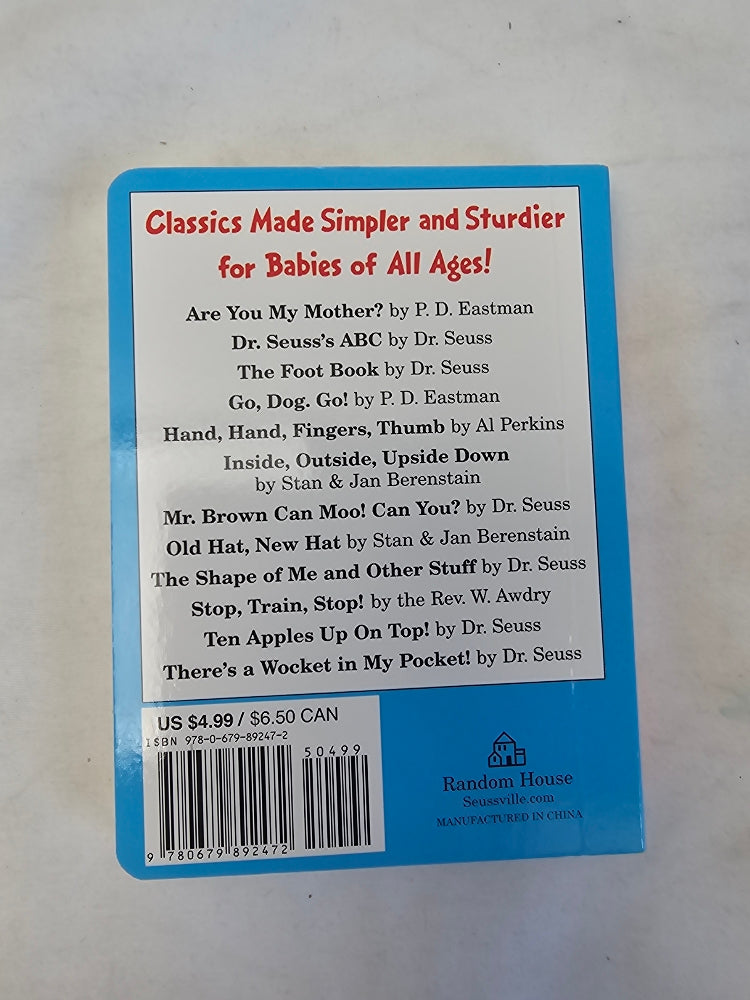 Classics Made Simpler and Sturdier
for Babies of All Ages!
Are You My Mother? by P. D. Eastman
Dr. Seuss's ABC by Dr. Seuss
The Foot Book by Dr. Seuss
Go, Dog. Go! by P. D. Eastman
Hand, Hand, Fingers, Thumb by Al Perkins
Inside, Outside, Upside Down
by Stan & Jan Berenstain
Mr. Brown Can Moo! Can You? by Dr. Seuss
Old Hat, New Hat by Stan & Jan Berenstain
The Shape of Me and Other Stuff by Dr. Seuss
Stop, Train, Stop! by the Rev. W. Awdry
Ten Apples Up On Top! by Dr. Seuss
There's a Wocket in My Pocket! by Dr. Seuss
US $4.99 / $6.50 CAN
ISBN 978-0-679-89247-2
50499
9 780679 892472
Random House
Seussville.com
MANUFACTURED IN CHINA